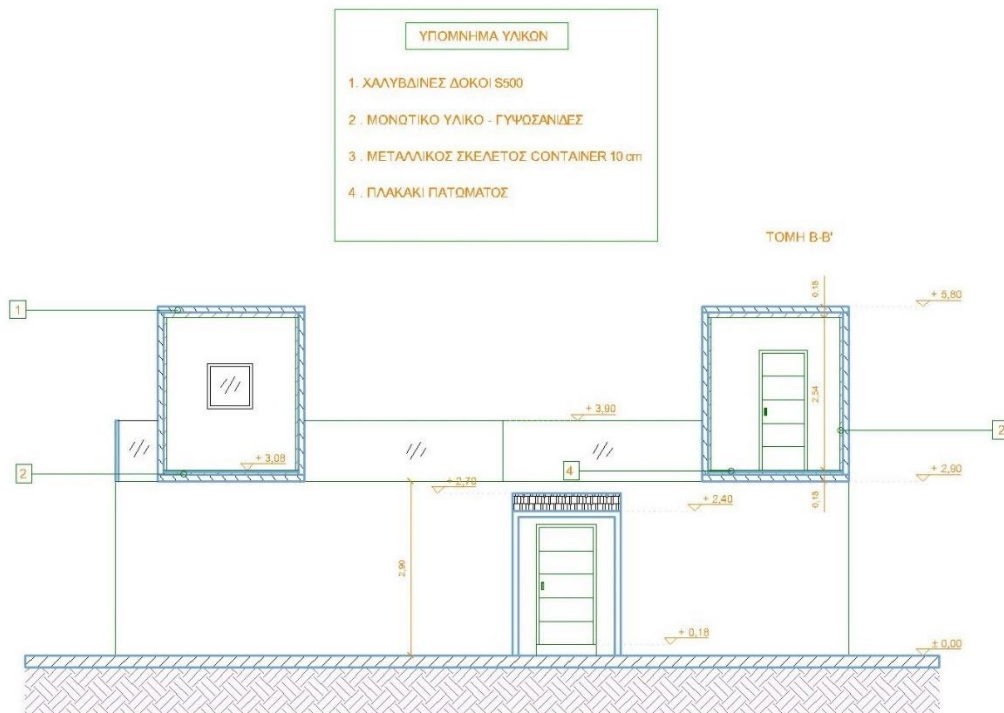 ΥΠΟΜΝΗΜΑ ΥΛΙΚΩΝ
1. ΧΑΛΥΒΔΙΝΕΣ ΔΟΚΟΙ S500
2 . ΜΟΝΩΤΙΚΟ ΥΛΙΚΟ - ΓΥΨΩΣΑΝΙΔΕΣ
3 . ΜΕΤΑΛΛΙΚΟΣ ΣΚΕΛΕΤΟΣ CONTAINER 10 cm
4 . ΠΛΑΚΑΚΙ ΠΑΤΩΜΑΤΟΣ
ΤΟΜΗ Β-Β'
0,18
+ 5,80
1
2,54
+ 3,90
2
+ 3,08
2
4
+ 2,90
+ 2,70
0,18
+ 2,40
2,90
+ 0,18
± 0,00